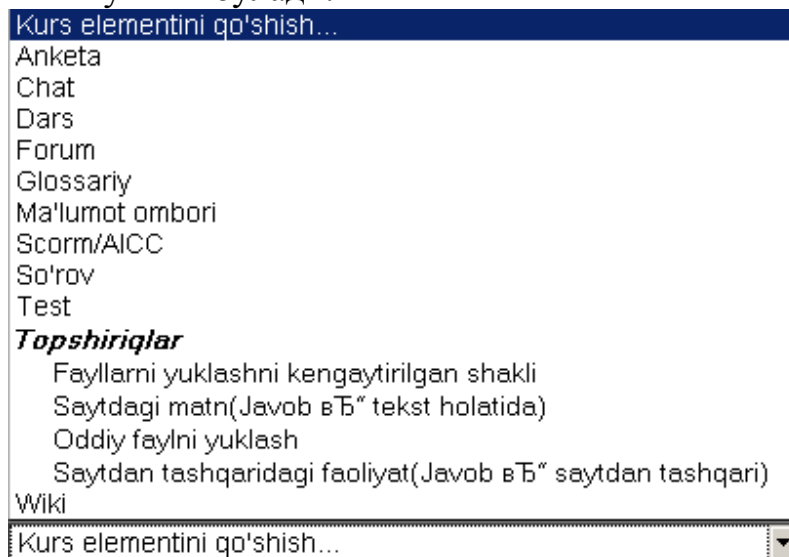 Kurs elementini qo'shish...
Anketa
Chat
Dars
Forum
Glossariy
Ma'lumot ombori
Scorm/AICC
So'rov
Test
Topshiriqlar
Fayllarni yuklashni kengaytirilgan shakli
Saytdagi matn(Javob вЂ“ tekst holatida)
Oddiy faylni yuklash
Saytdan tashqaridagi faoliyat(Javob вЂ“ saytdan tashqari)
Wiki
Kurs elementini qo'shish...